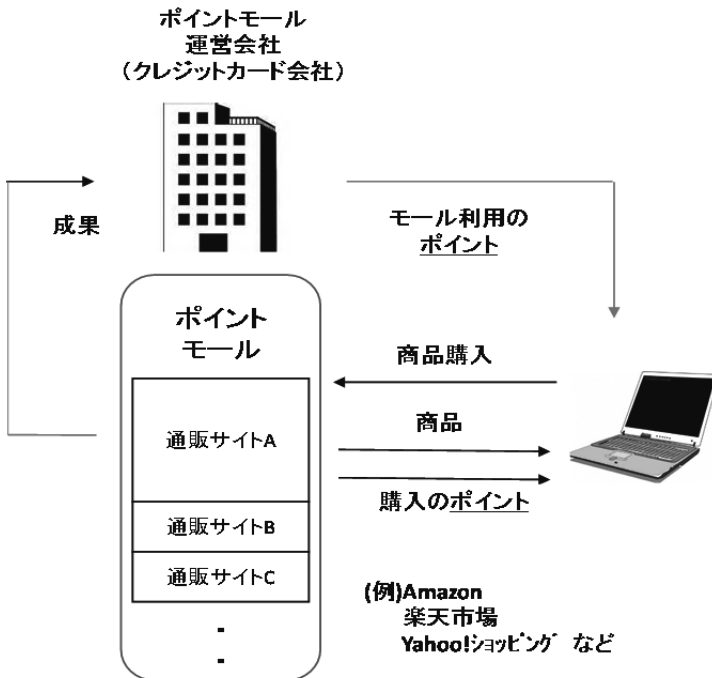 ポイントモール
運営会社
（クレジットカード会社）
成果
モール利用の
ポイント
ポイント
モール
商品購入
通販サイトA
商品
購入のポイント
通販サイトB
通販サイトC
(例)Amazon
楽天市場
Yahoo!ｼｮｯﾋﾟﾝｸﾞ など
-
-